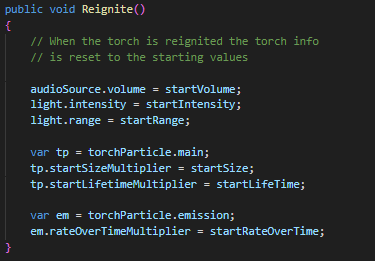 public void Reignite()
{
// When the torch is reignited the torch info
// is reset to the starting values
audioSource.volume = startVolume;
light.intensity = startIntensity;
light.range = startRange;
var tp = torchParticle.main;
tp.startSizeMultiplier = startSize;
tp.startLifetimeMultiplier = startLifeTime;
var em = torchParticle.emission;
em.rateOverTimeMultiplier = startRateOverTime;
}